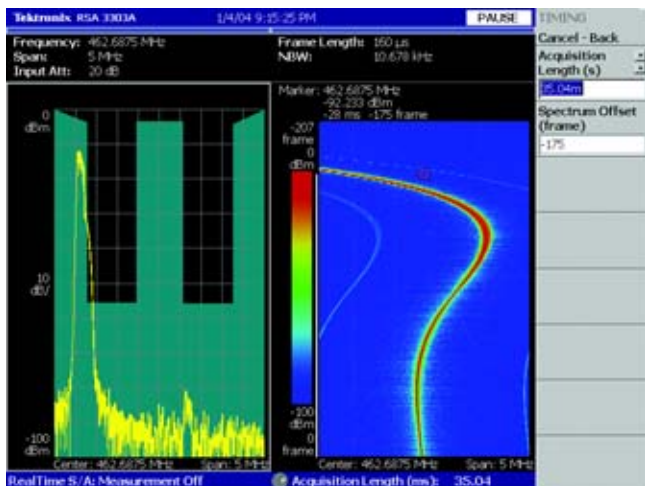 Tektronix RSA 3303A 1/4/04 9:15:25 PM PAUSE
TIMING
Frequency: 462.6875 MHz
Span: 5 MHz
Input Att: 20 dB
Frame Length: 160 µs
NBW: 10.678 kHz
Cancel - Back
Acquisition Length (s)
35.04m
Spectrum Offset (frame)
-175
Marker: 462.6875 MHz
-92.233 dBm
-28 ms -175 frame
0
dBm
10
dB/
-100
dBm
Center: 462.6875 MHz Span: 5 MHz
-207
frame
0
dBm
-100
dBm
0
frame
Center: 462.6875 MHz Span: 5 MHz
RealTime S/A: Measurement Off
Acquisition Length (ms): 35.04